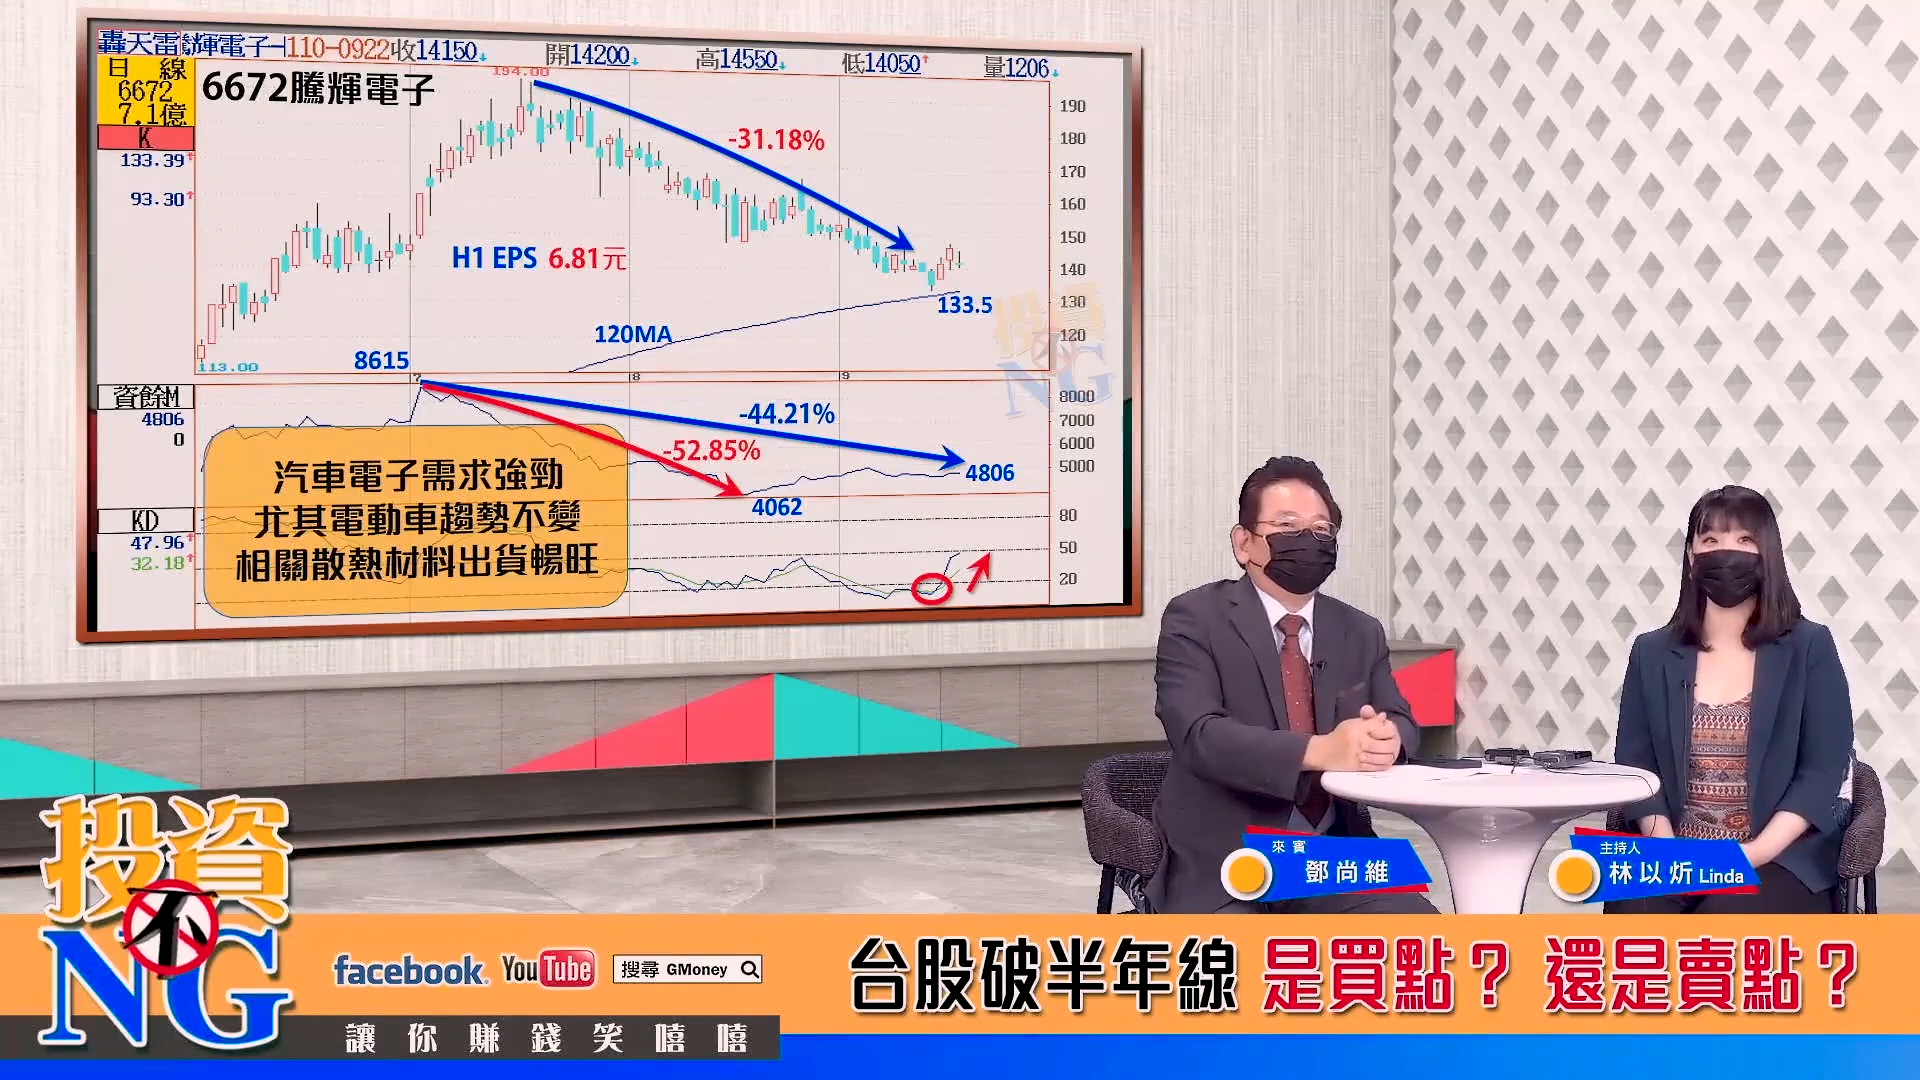 轟天雷騰輝電子-110-0922收14150 開14200 高14550 低14050 量1206
日 線
6672
7.1億
K
133.39
93.30
6672騰輝電子
194.00
-31.18%
H1 EPS 6.81元
120MA
133.5
113.00
190
180
170
160
150
140
130
120
8615
7
8
9
資餘M
4806
0
-44.21%
-52.85%
4806
4062
8000
7000
6000
5000
KD
47.96
32.18
80
50
20
汽車電子需求強勁
尤其電動車趨勢不變
相關散熱材料出貨暢旺
投資
不
NG
來賓
鄧尚維
主持人
林以炘 Linda
投資
不
NG
facebook. YouTube 搜尋 GMoney
讓你賺錢笑嘻嘻
台股破半年線 是買點？ 還是賣點？